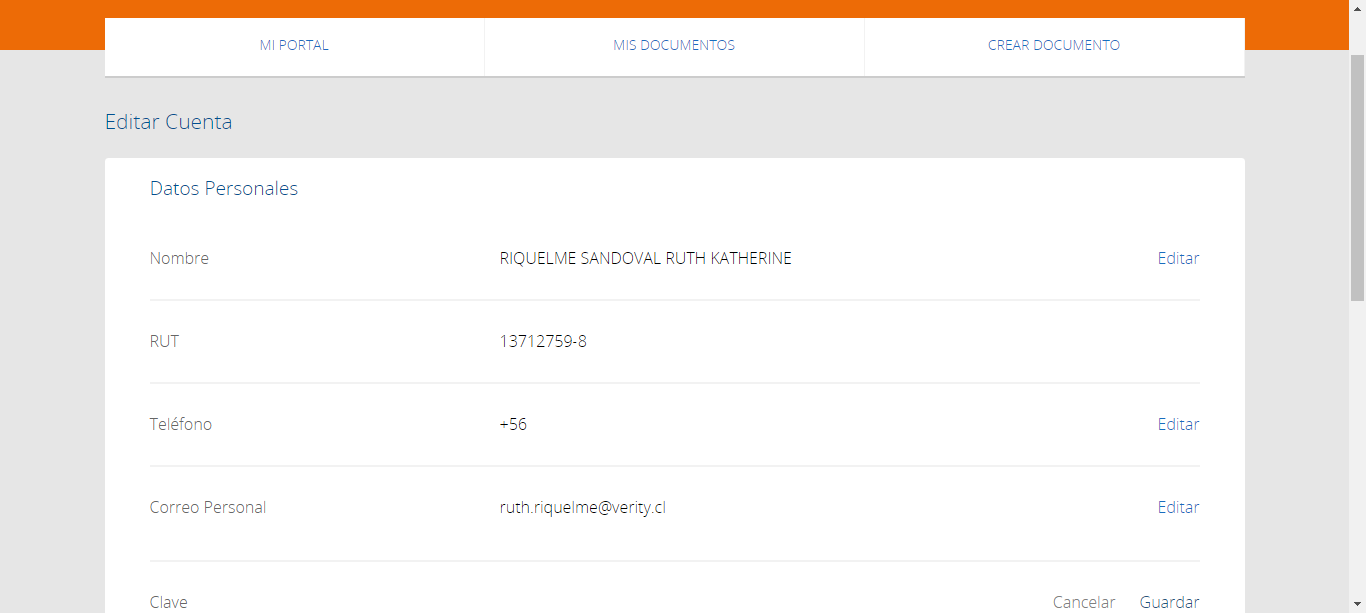 MI PORTAL MIS DOCUMENTOS CREAR DOCUMENTO
Editar Cuenta
Datos Personales
Nombre RIQUELME SANDOVAL RUTH KATHERINE Editar
RUT 13712759-8
Teléfono +56 Editar
Correo Personal ruth.riquelme@verity.cl Editar
Clave Cancelar Guardar